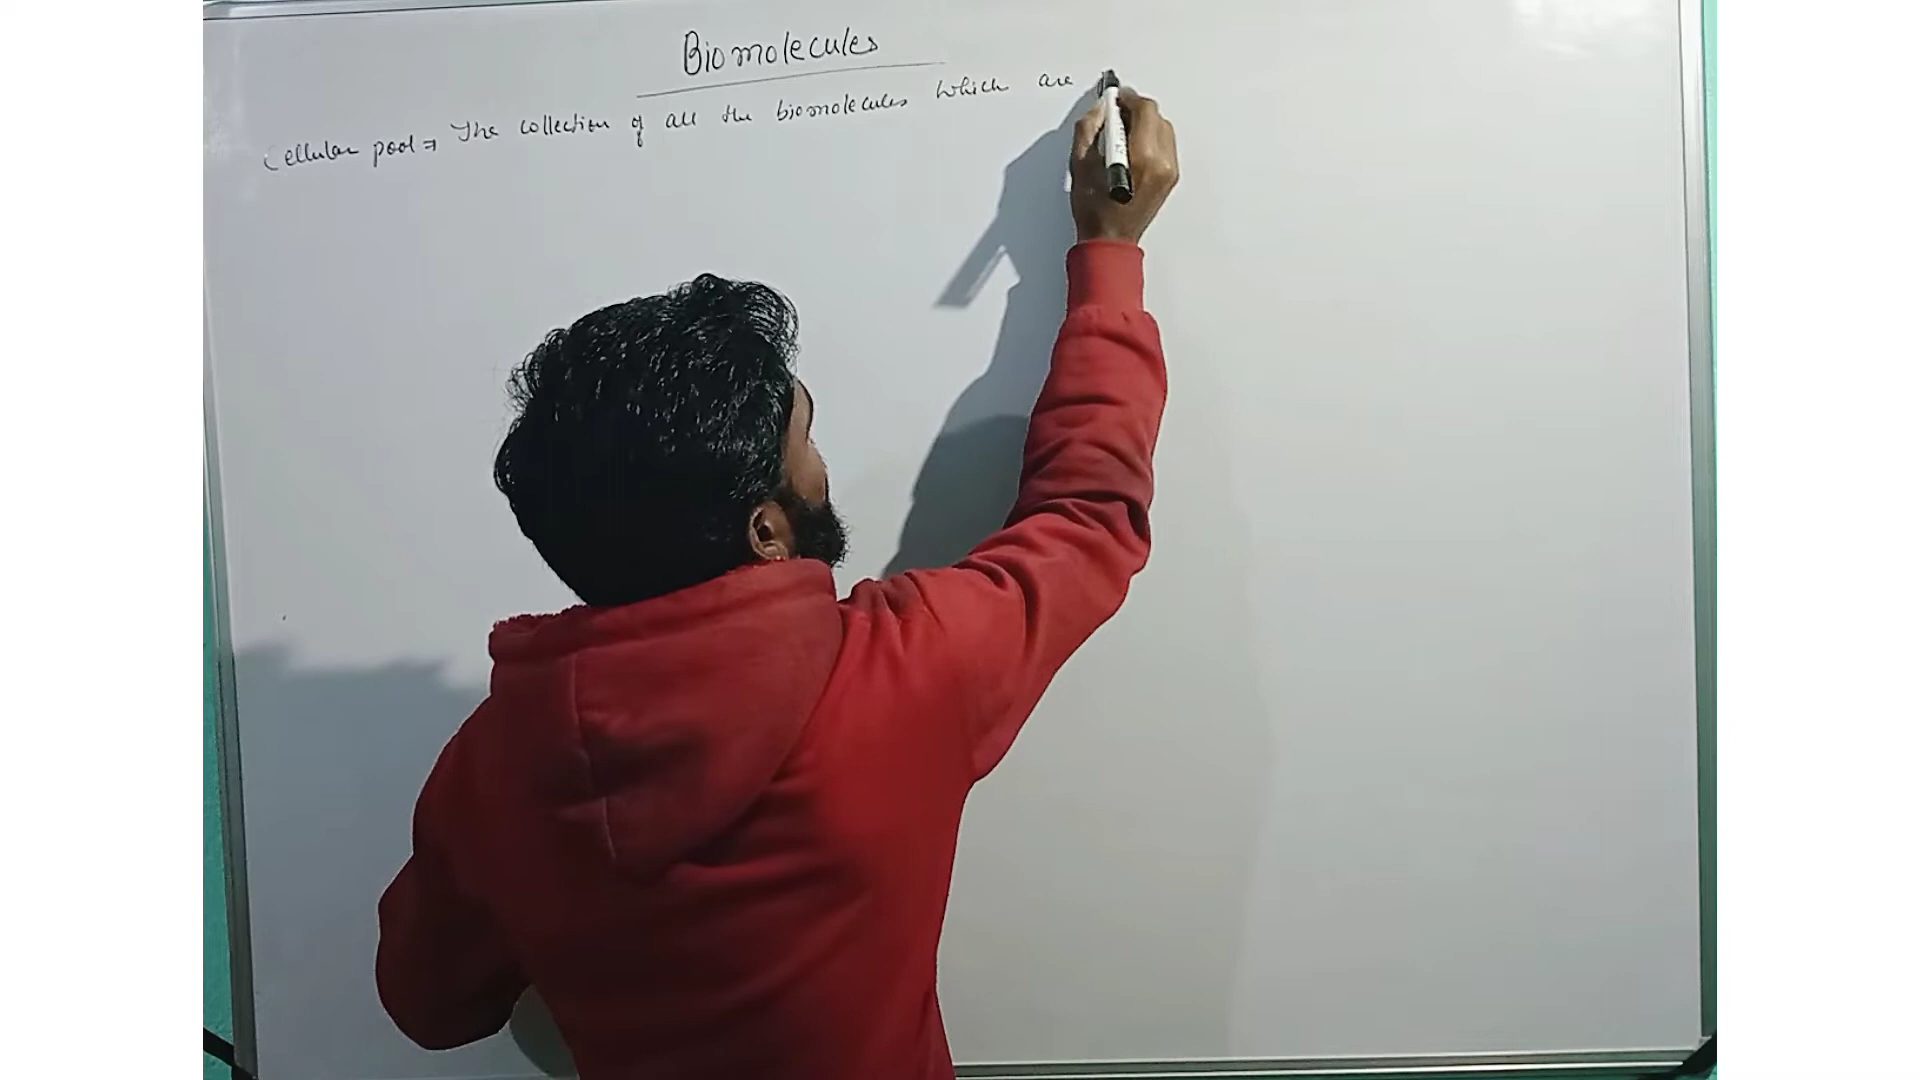 Biomolecules
Cellular pool ⇒ The collection of all the biomolecules which are